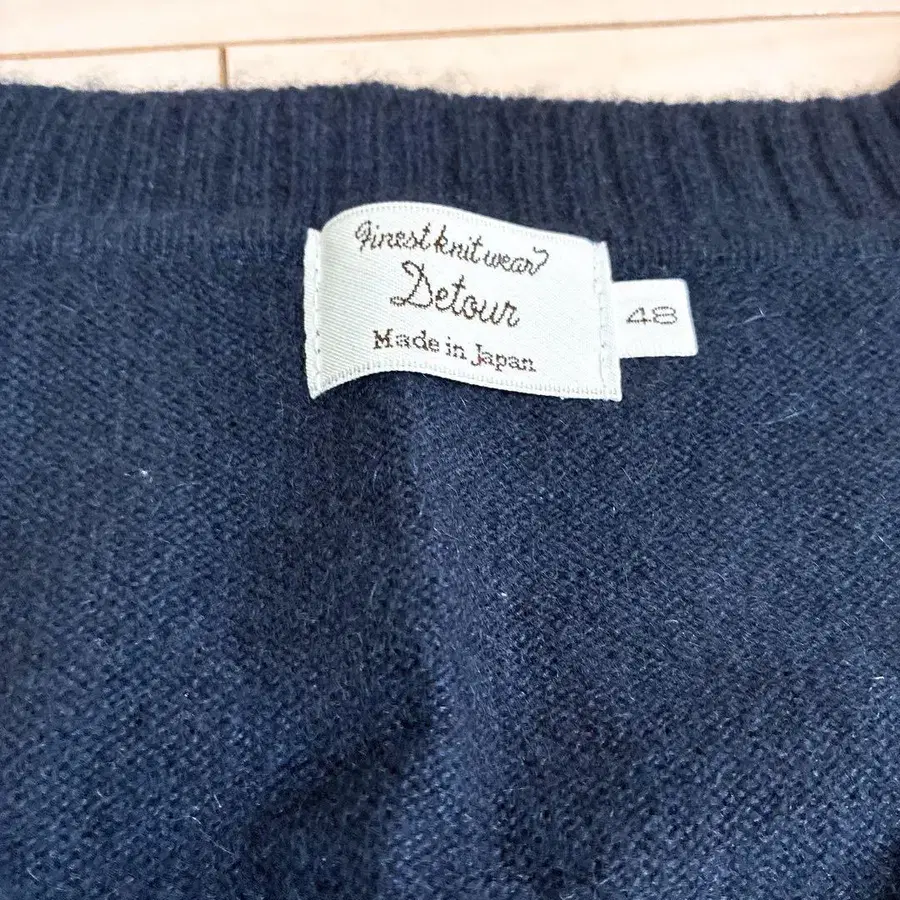 Finest knit wear
Detour
Made in Japan
48